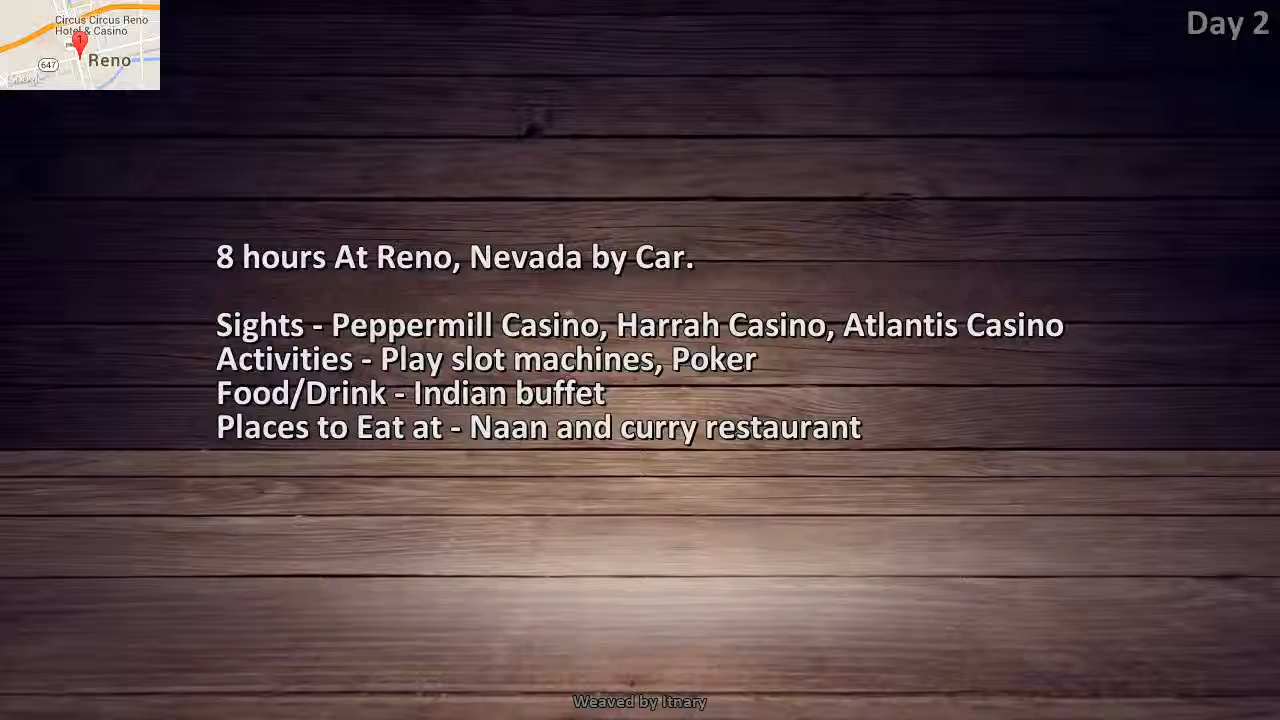 Circus Circus Reno
Hotel & Casino
Day 2
1
647
Reno
Google
8 hours At Reno, Nevada by Car.
Sights - Peppermill Casino, Harrah Casino, Atlantis Casino
Activities - Play slot machines, Poker
Food/Drink - Indian buffet
Places to Eat at - Naan and curry restaurant
Weaved by Itnary